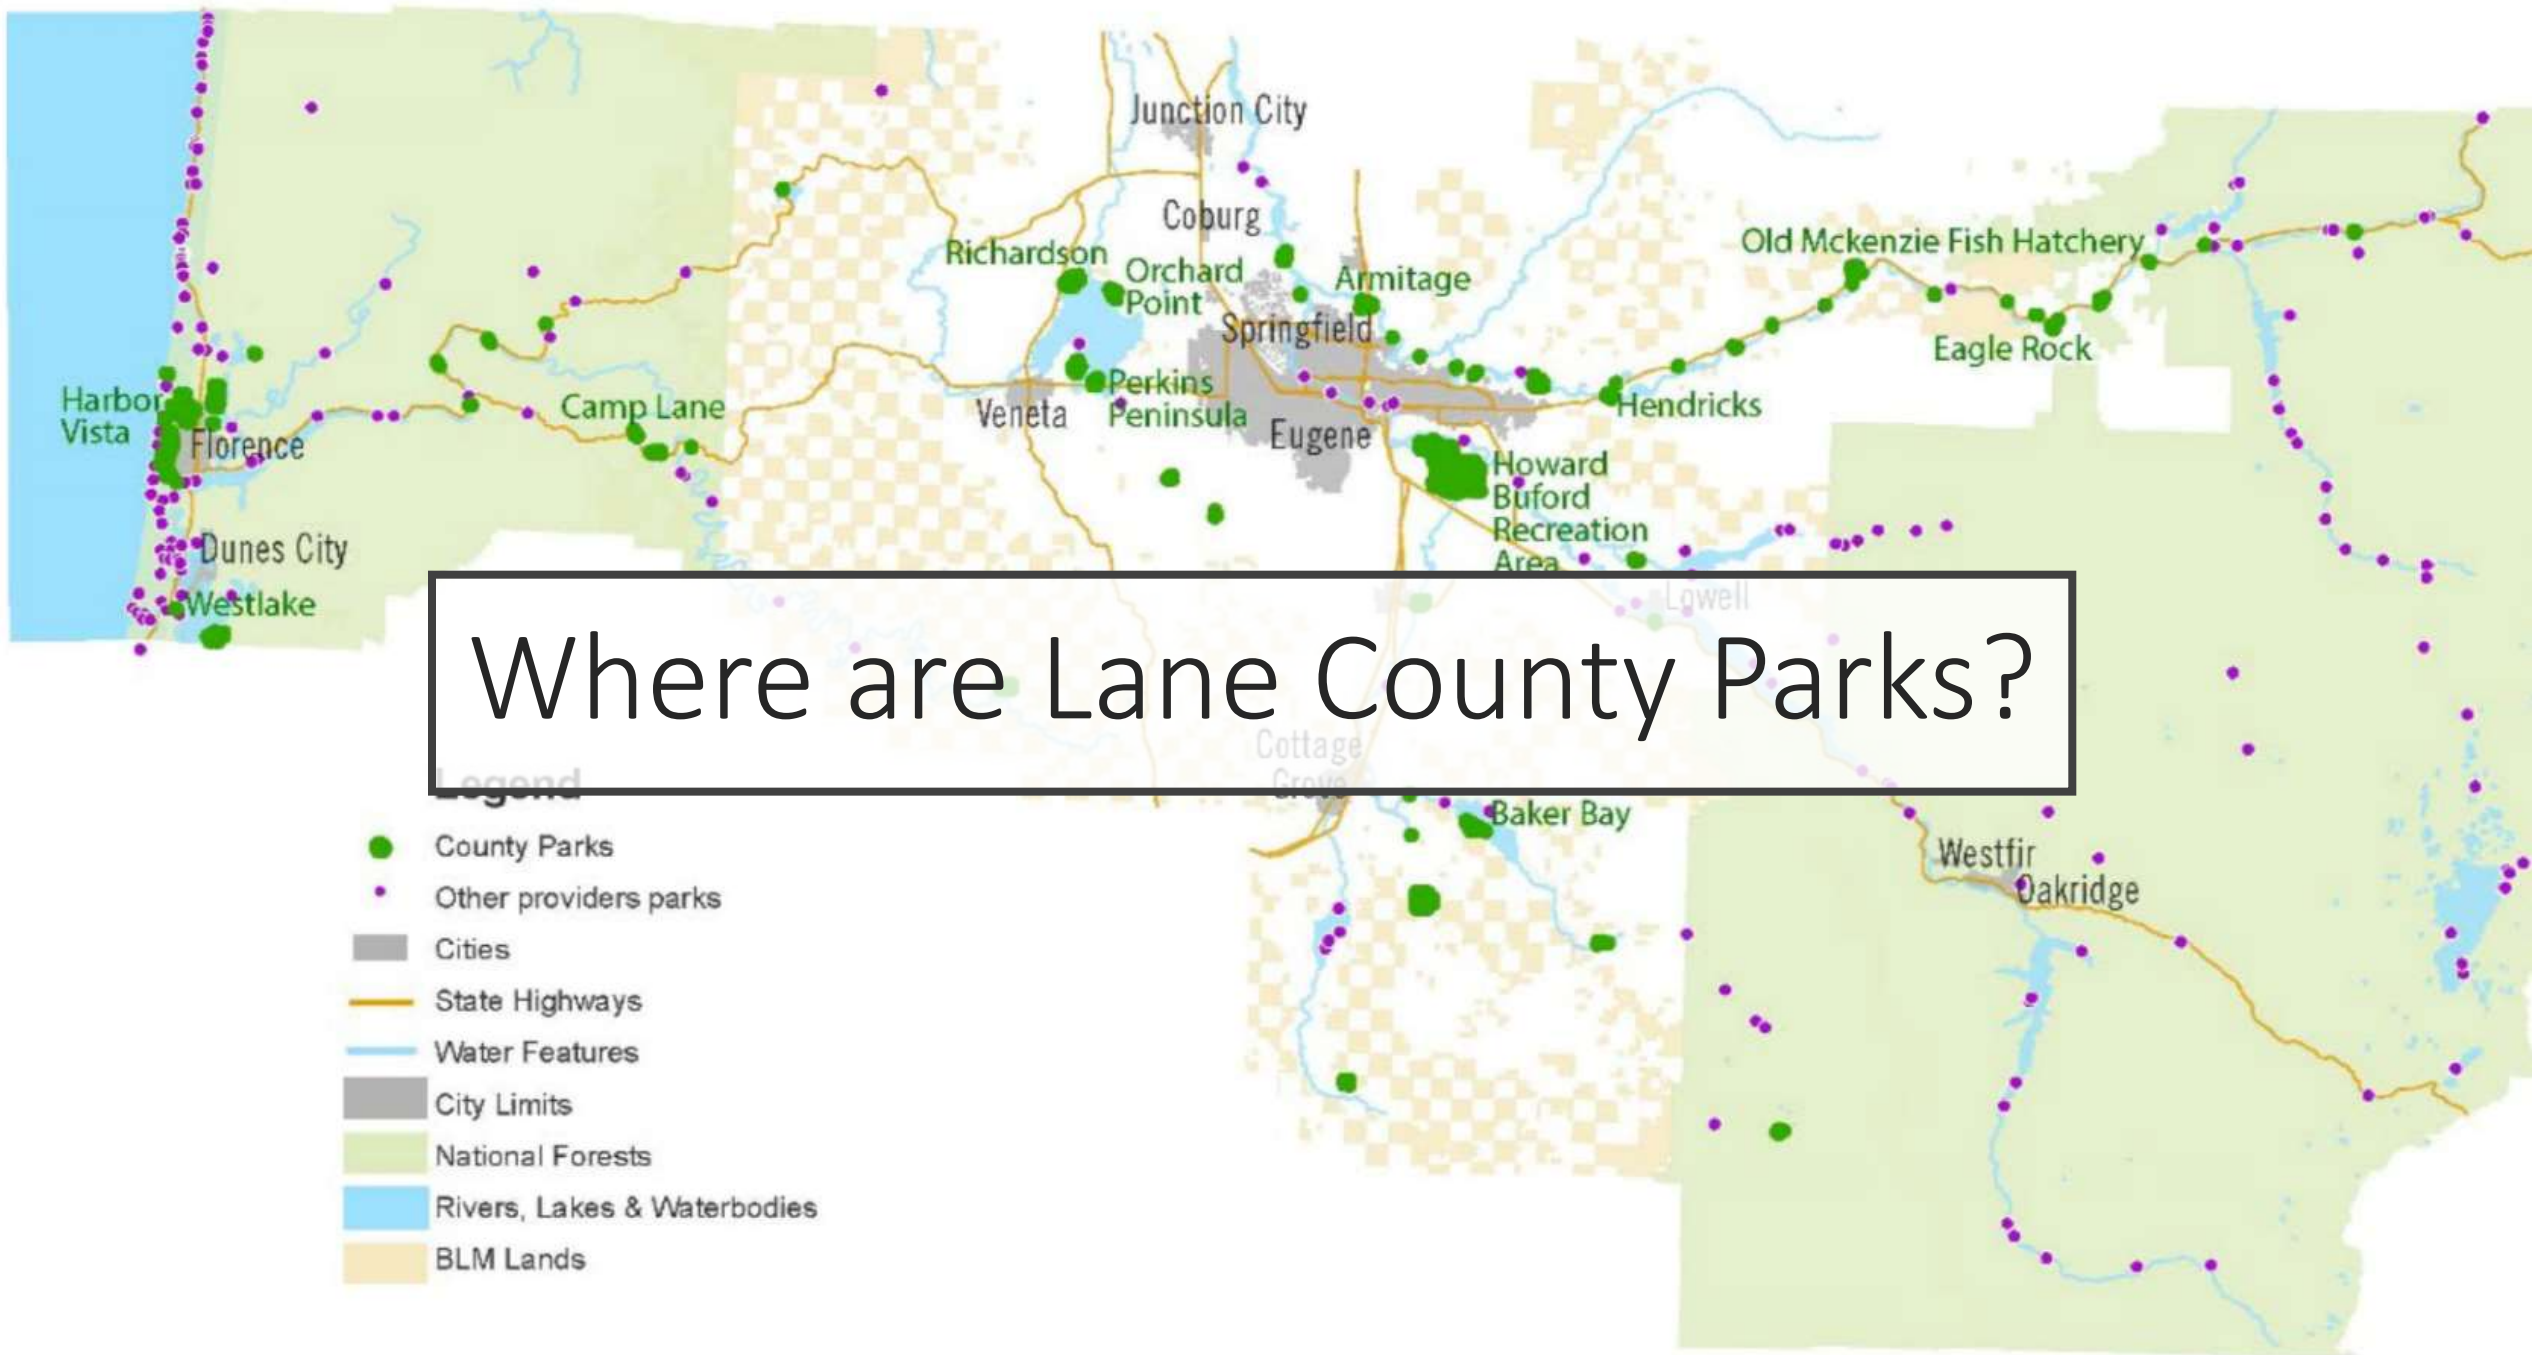 Junction City
Coburg
Richardson
Orchard
Point
Armitage
Springfield
Old Mckenzie Fish Hatchery
Eagle Rock
Harbor
Vista
Florence
Camp Lane
Veneta
Perkins
Peninsula
Eugene
Hendricks
Howard
Buford
Recreation
Area
Dunes City
Westlake
Lowell
Where are Lane County Parks?
Cottage
Grove
Baker Bay
Westfir
Oakridge
Legend
County Parks
Other providers parks
Cities
State Highways
Water Features
City Limits
National Forests
Rivers, Lakes & Waterbodies
BLM Lands